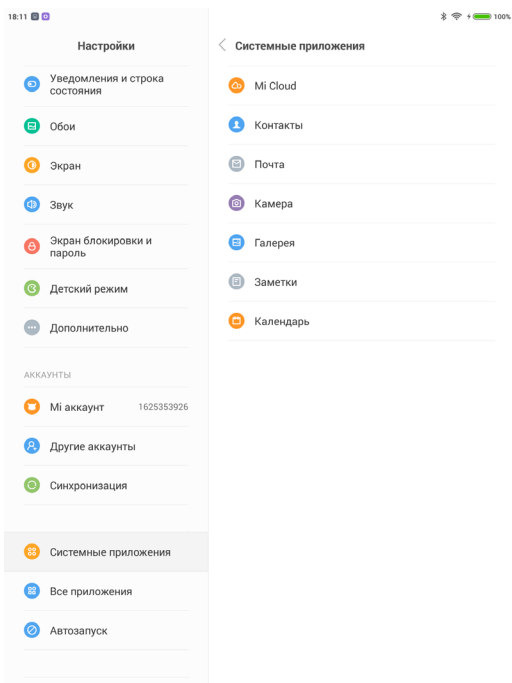 18:11
100%
Настройки
Уведомления и строка
состояния
Обои
Экран
Звук
Экран блокировки и
пароль
Детский режим
Дополнительно
АККАУНТЫ
Mi аккаунт 1625353926
Другие аккаунты
Синхронизация
Системные приложения
Все приложения
Автозапуск
Системные приложения
Mi Cloud
Контакты
Почта
Камера
Галерея
Заметки
Календарь